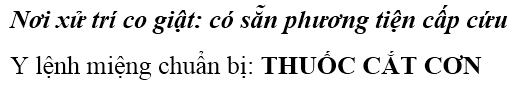 Nơi xử trí co giật: có sẵn phương tiện cấp cứu
Y lệnh miệng chuẩn bị: THUỐC CẮT CƠN